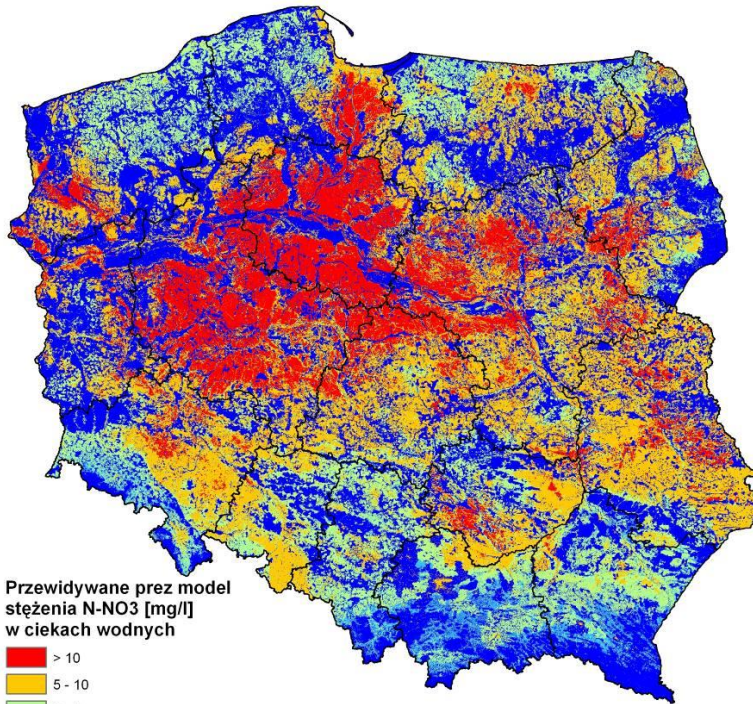 Przewidywane prez model
stężenia N-NO3 [mg/l]
w ciekach wodnych
> 10
5 - 10